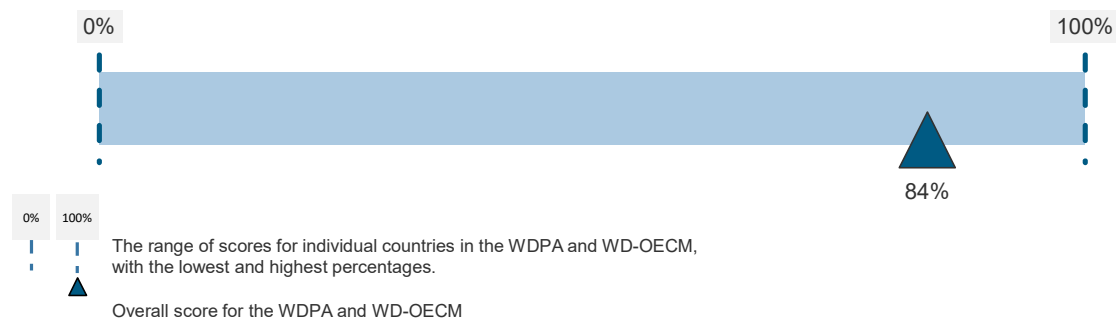 0%
100%
84%
0%
100%
The range of scores for individual countries in the WDPA and WD-OECM,
with the lowest and highest percentages.
Overall score for the WDPA and WD-OECM